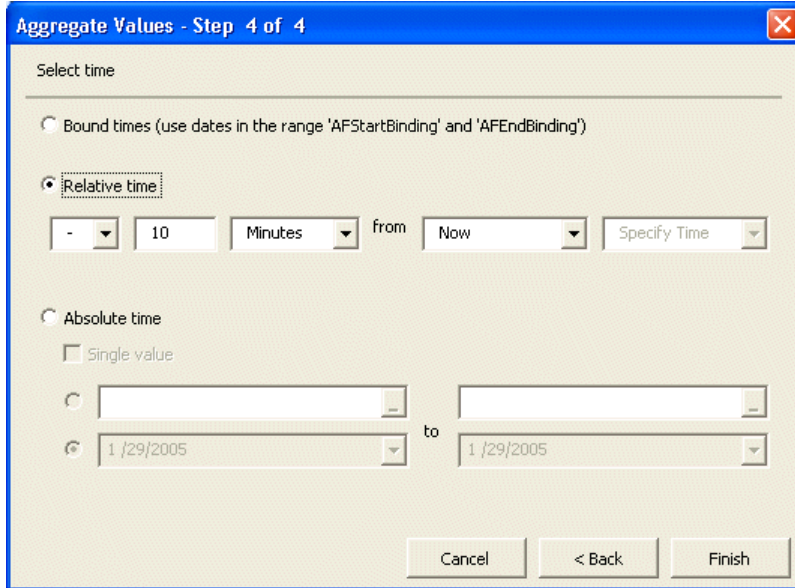 Aggregate Values - Step 4 of 4
Select time
Bound times (use dates in the range 'AFStartBinding' and 'AFEndBinding')
Relative time
- 10 Minutes from Now Specify Time
Absolute time
Single value
to
1 /29/2005 1 /29/2005
Cancel < Back Finish